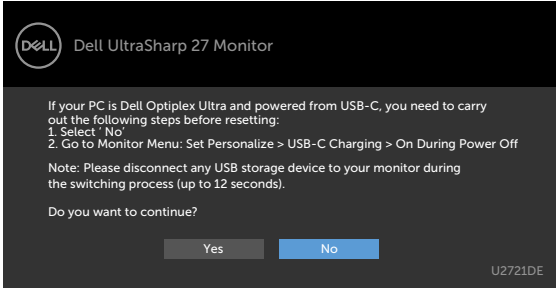 DELL
Dell UltraSharp 27 Monitor
If your PC is Dell Optiplex Ultra and powered from USB-C, you need to carry
out the following steps before resetting:
1. Select ‘ No’
2. Go to Monitor Menu: Set Personalize > USB-C Charging > On During Power Off
Note: Please disconnect any USB storage device to your monitor during
the switching process (up to 12 seconds).
Do you want to continue?
Yes
No
U2721DE